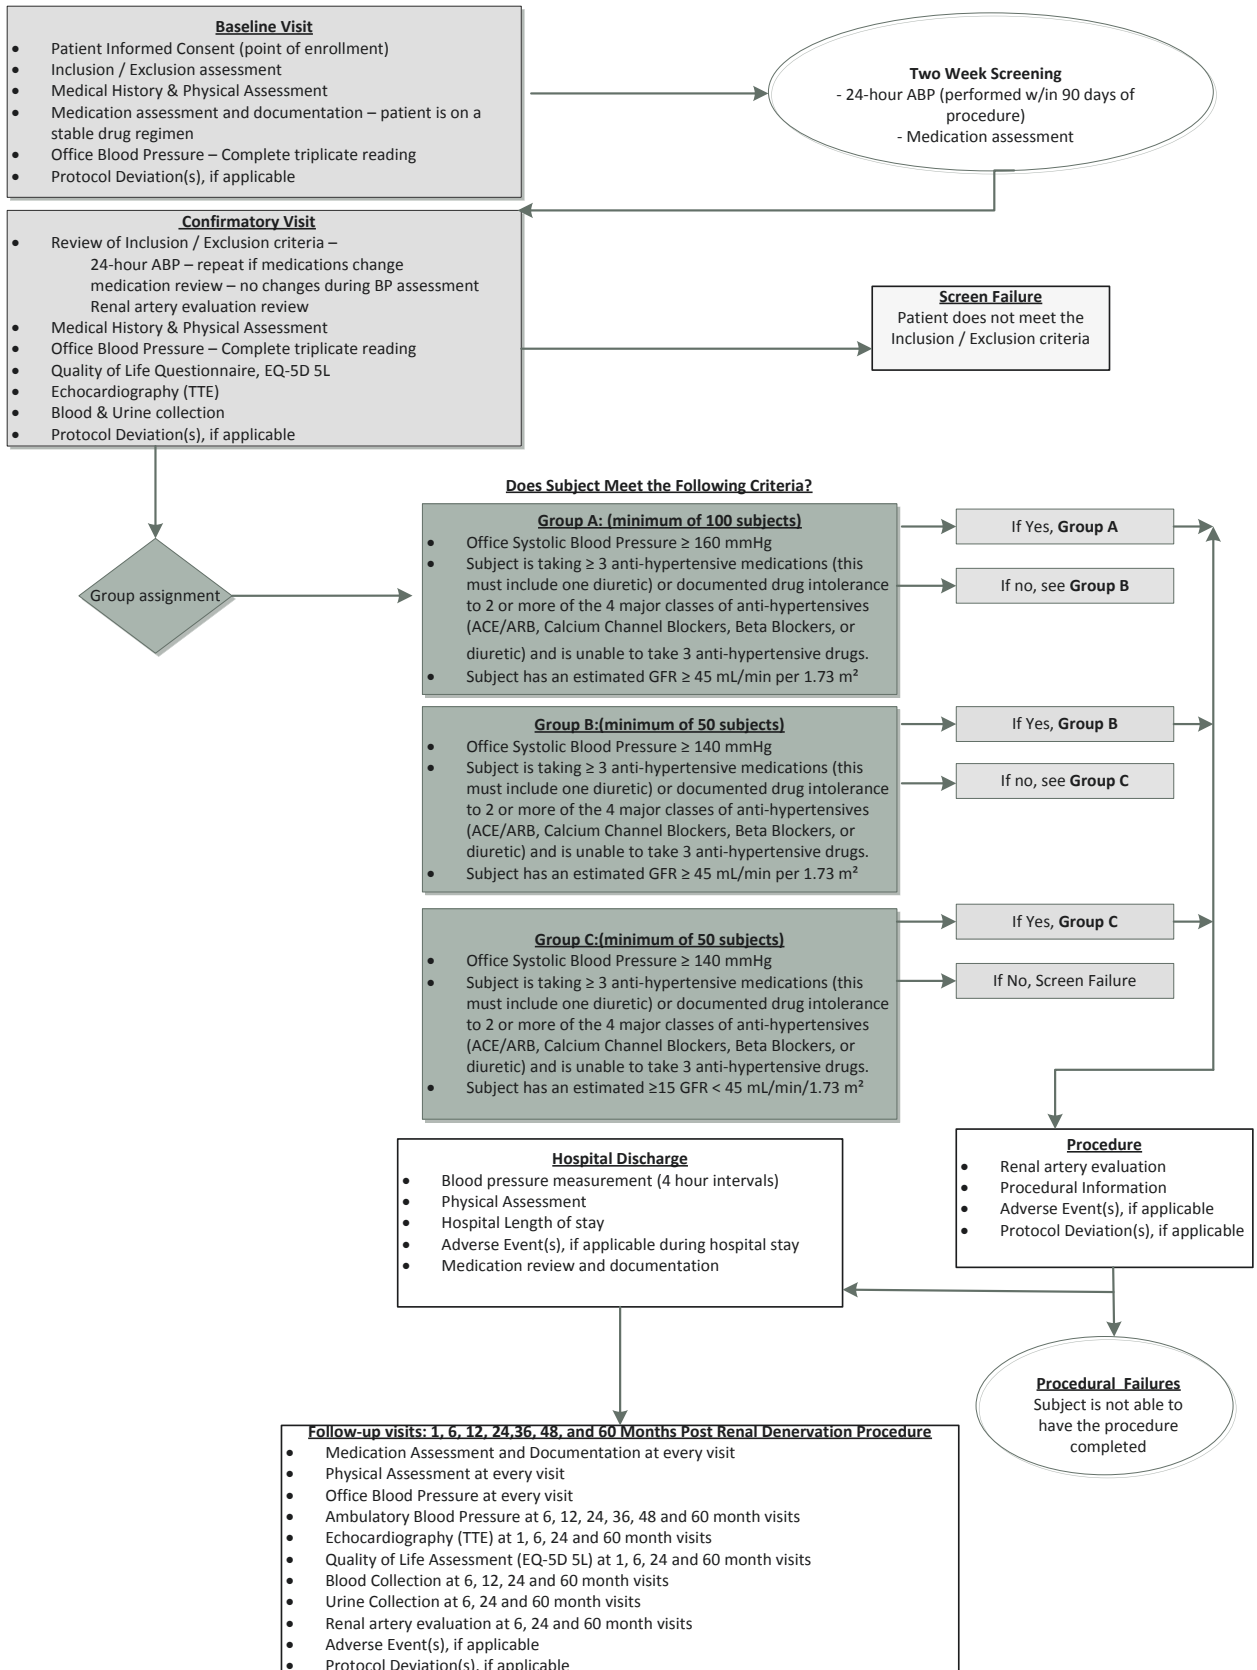 Baseline Visit
• Patient Informed Consent (point of enrollment)
• Inclusion / Exclusion assessment
• Medical History & Physical Assessment
• Medication assessment and documentation – patient is on a
stable drug regimen
• Office Blood Pressure – Complete triplicate reading
• Protocol Deviation(s), if applicable
Two Week Screening
- 24-hour ABP (performed w/in 90 days of
procedure)
- Medication assessment
Confirmatory Visit
• Review of Inclusion / Exclusion criteria –
24-hour ABP – repeat if medications change
medication review – no changes during BP assessment
Renal artery evaluation review
• Medical History & Physical Assessment
• Office Blood Pressure – Complete triplicate reading
• Quality of Life Questionnaire, EQ-5D 5L
• Echocardiography (TTE)
• Blood & Urine collection
• Protocol Deviation(s), if applicable
Screen Failure
Patient does not meet the
Inclusion / Exclusion criteria
Group assignment
Does Subject Meet the Following Criteria?
Group A: (minimum of 100 subjects)
• Office Systolic Blood Pressure ≥ 160 mmHg
• Subject is taking ≥ 3 anti-hypertensive medications (this
must include one diuretic) or documented drug intolerance
to 2 or more of the 4 major classes of anti-hypertensives
(ACE/ARB, Calcium Channel Blockers, Beta Blockers, or
diuretic) and is unable to take 3 anti-hypertensive drugs.
• Subject has an estimated GFR ≥ 45 mL/min per 1.73 m²
If Yes, Group A
If no, see Group B
Group B:(minimum of 50 subjects)
• Office Systolic Blood Pressure ≥ 140 mmHg
• Subject is taking ≥ 3 anti-hypertensive medications (this
must include one diuretic) or documented drug intolerance
to 2 or more of the 4 major classes of anti-hypertensives
(ACE/ARB, Calcium Channel Blockers, Beta Blockers, or
diuretic) and is unable to take 3 anti-hypertensive drugs.
• Subject has an estimated GFR ≥ 45 mL/min per 1.73 m²
If Yes, Group B
If no, see Group C
Group C:(minimum of 50 subjects)
• Office Systolic Blood Pressure ≥ 140 mmHg
• Subject is taking ≥ 3 anti-hypertensive medications (this
must include one diuretic) or documented drug intolerance
to 2 or more of the 4 major classes of anti-hypertensives
(ACE/ARB, Calcium Channel Blockers, Beta Blockers, or
diuretic) and is unable to take 3 anti-hypertensive drugs.
• Subject has an estimated ≥15 GFR < 45 mL/min/1.73 m²
If Yes, Group C
If No, Screen Failure
Procedure
• Renal artery evaluation
• Procedural Information
• Adverse Event(s), if applicable
• Protocol Deviation(s), if applicable
Hospital Discharge
• Blood pressure measurement (4 hour intervals)
• Physical Assessment
• Hospital Length of stay
• Adverse Event(s), if applicable during hospital stay
• Medication review and documentation
Procedural Failures
Subject is not able to
have the procedure
completed
Follow-up visits: 1, 6, 12, 24,36, 48, and 60 Months Post Renal Denervation Procedure
• Medication Assessment and Documentation at every visit
• Physical Assessment at every visit
• Office Blood Pressure at every visit
• Ambulatory Blood Pressure at 6, 12, 24, 36, 48 and 60 month visits
• Echocardiography (TTE) at 1, 6, 24 and 60 month visits
• Quality of Life Assessment (EQ-5D 5L) at 1, 6, 24 and 60 month visits
• Blood Collection at 6, 12, 24 and 60 month visits
• Urine Collection at 6, 24 and 60 month visits
• Renal artery evaluation at 6, 24 and 60 month visits
• Adverse Event(s), if applicable
• Protocol Deviation(s), if applicable